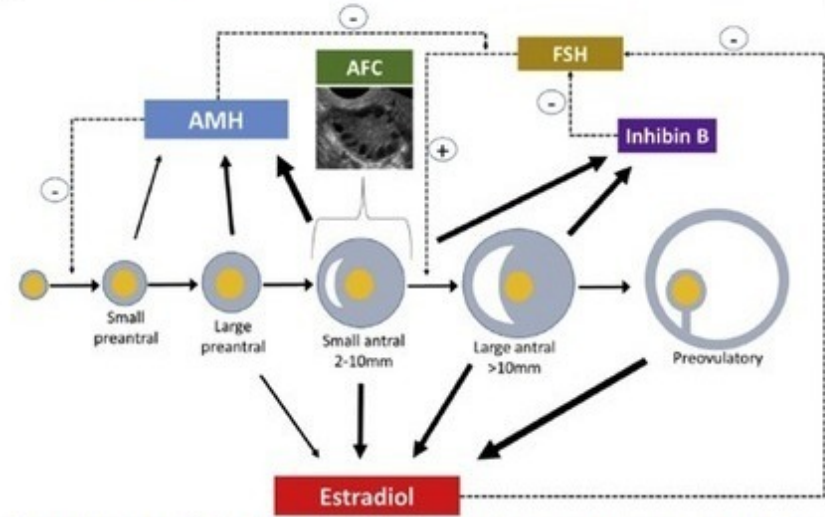 -
AFC
FSH
-
AMH
-
Inhibin B
+
-
Small
preantral
Large
preantral
Small antral
2-10mm
Large antral
>10mm
Preovulatory
Estradiol